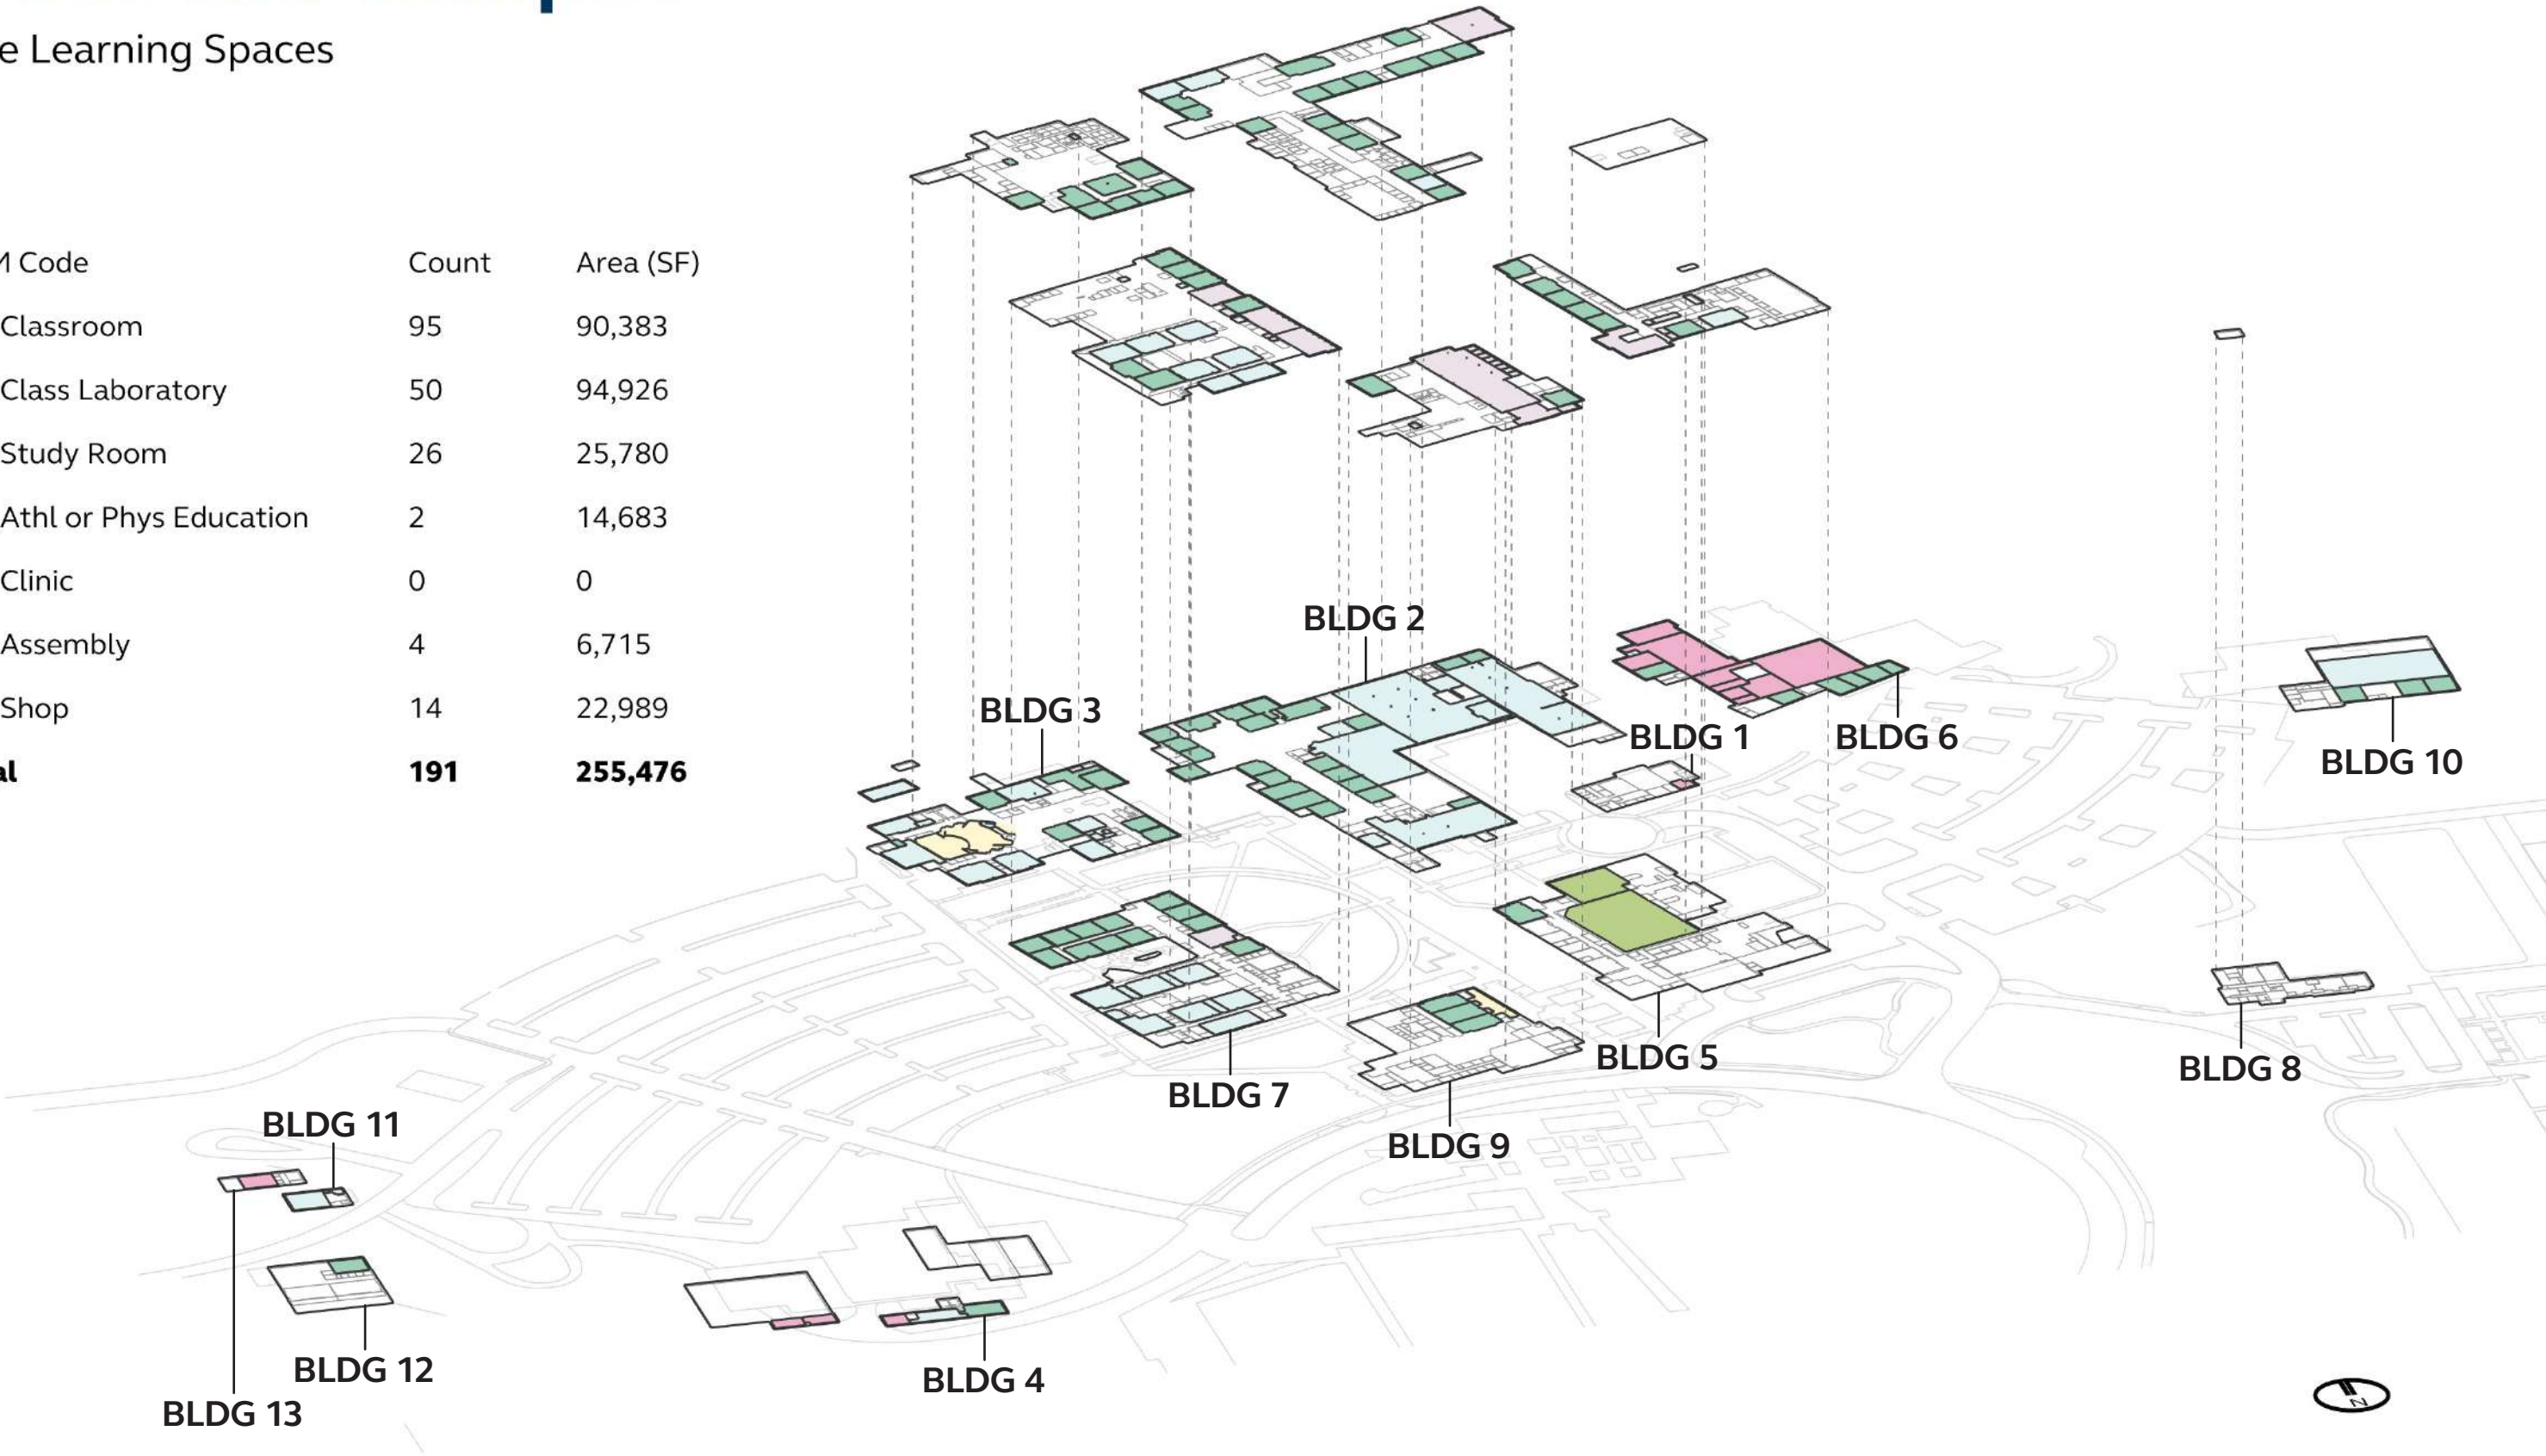 e Learning Spaces
Code Count Area (SF)
Classroom 95 90,383
Class Laboratory 50 94,926
Study Room 26 25,780
Athl or Phys Education 2 14,683
Clinic 0 0
Assembly 4 6,715
Shop 14 22,989
al 191 255,476
BLDG 2
BLDG 3
BLDG 1
BLDG 6
BLDG 10
BLDG 5
BLDG 8
BLDG 7
BLDG 9
BLDG 11
BLDG 12
BLDG 4
BLDG 13
N